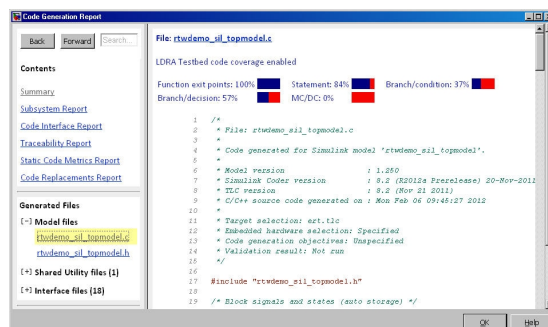 Code Generation Report
Back Forward Search...
Contents
Summary
Subsystem Report
Code Interface Report
Traceability Report
Static Code Metrics Report
Code Replacements Report
Generated Files
[-] Model files
rtwdemo_sil_topmodel.c
rtwdemo_sil_topmodel.h
[+] Shared Utility files (1)
[+] Interface files (18)
File: rtwdemo_sil_topmodel.c
LDRA Testbed code coverage enabled
Function exit points: 100% Statement: 84% Branch/condition: 37%
Branch/decision: 57% MC/DC: 0%
1 /*
2 * File: rtwdemo_sil_topmodel.c
3 *
4 * Code generated for Simulink model 'rtwdemo_sil_topmodel'.
5 *
6 * Model version : 1.250
7 * Simulink Coder version : 8.2 (R2012a Prerelease) 20-Nov-2011
8 * TLC version : 8.2 (Nov 21 2011)
9 * C/C++ source code generated on : Mon Feb 06 09:45:27 2012
10 *
11 * Target selection: ert.tlc
12 * Embedded hardware selection: Specified
13 * Code generation objectives: Unspecified
14 * Validation result: Not run
15 */
16
17 #include "rtwdemo_sil_topmodel.h"
18
19 /* Block signals and states (auto storage) */
OK Help